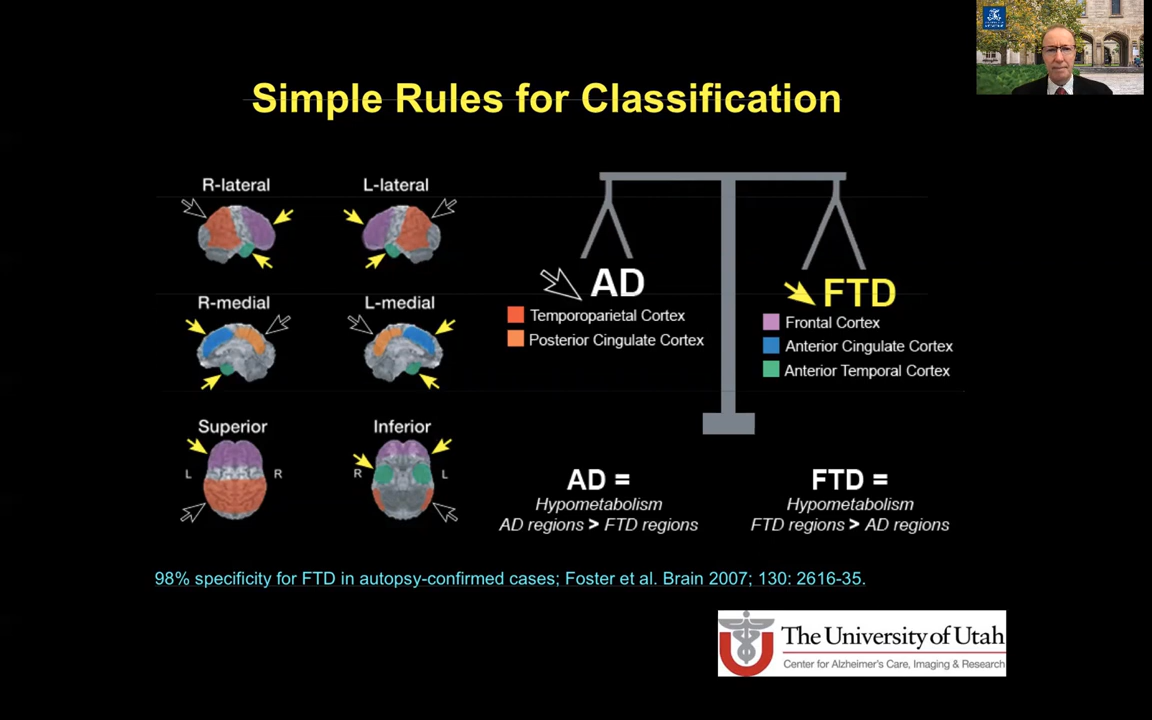 Simple Rules for Classification
R-lateral
L-lateral
R-medial
L-medial
Superior
L
R
Inferior
R
L
AD
Temporoparietal Cortex
Posterior Cingulate Cortex
FTD
Frontal Cortex
Anterior Cingulate Cortex
Anterior Temporal Cortex
AD =
Hypometabolism
AD regions > FTD regions
FTD =
Hypometabolism
FTD regions > AD regions
98% specificity for FTD in autopsy-confirmed cases; Foster et al. Brain 2007; 130: 2616-35.
U
The University of Utah
Center for Alzheimer's Care, Imaging & Research